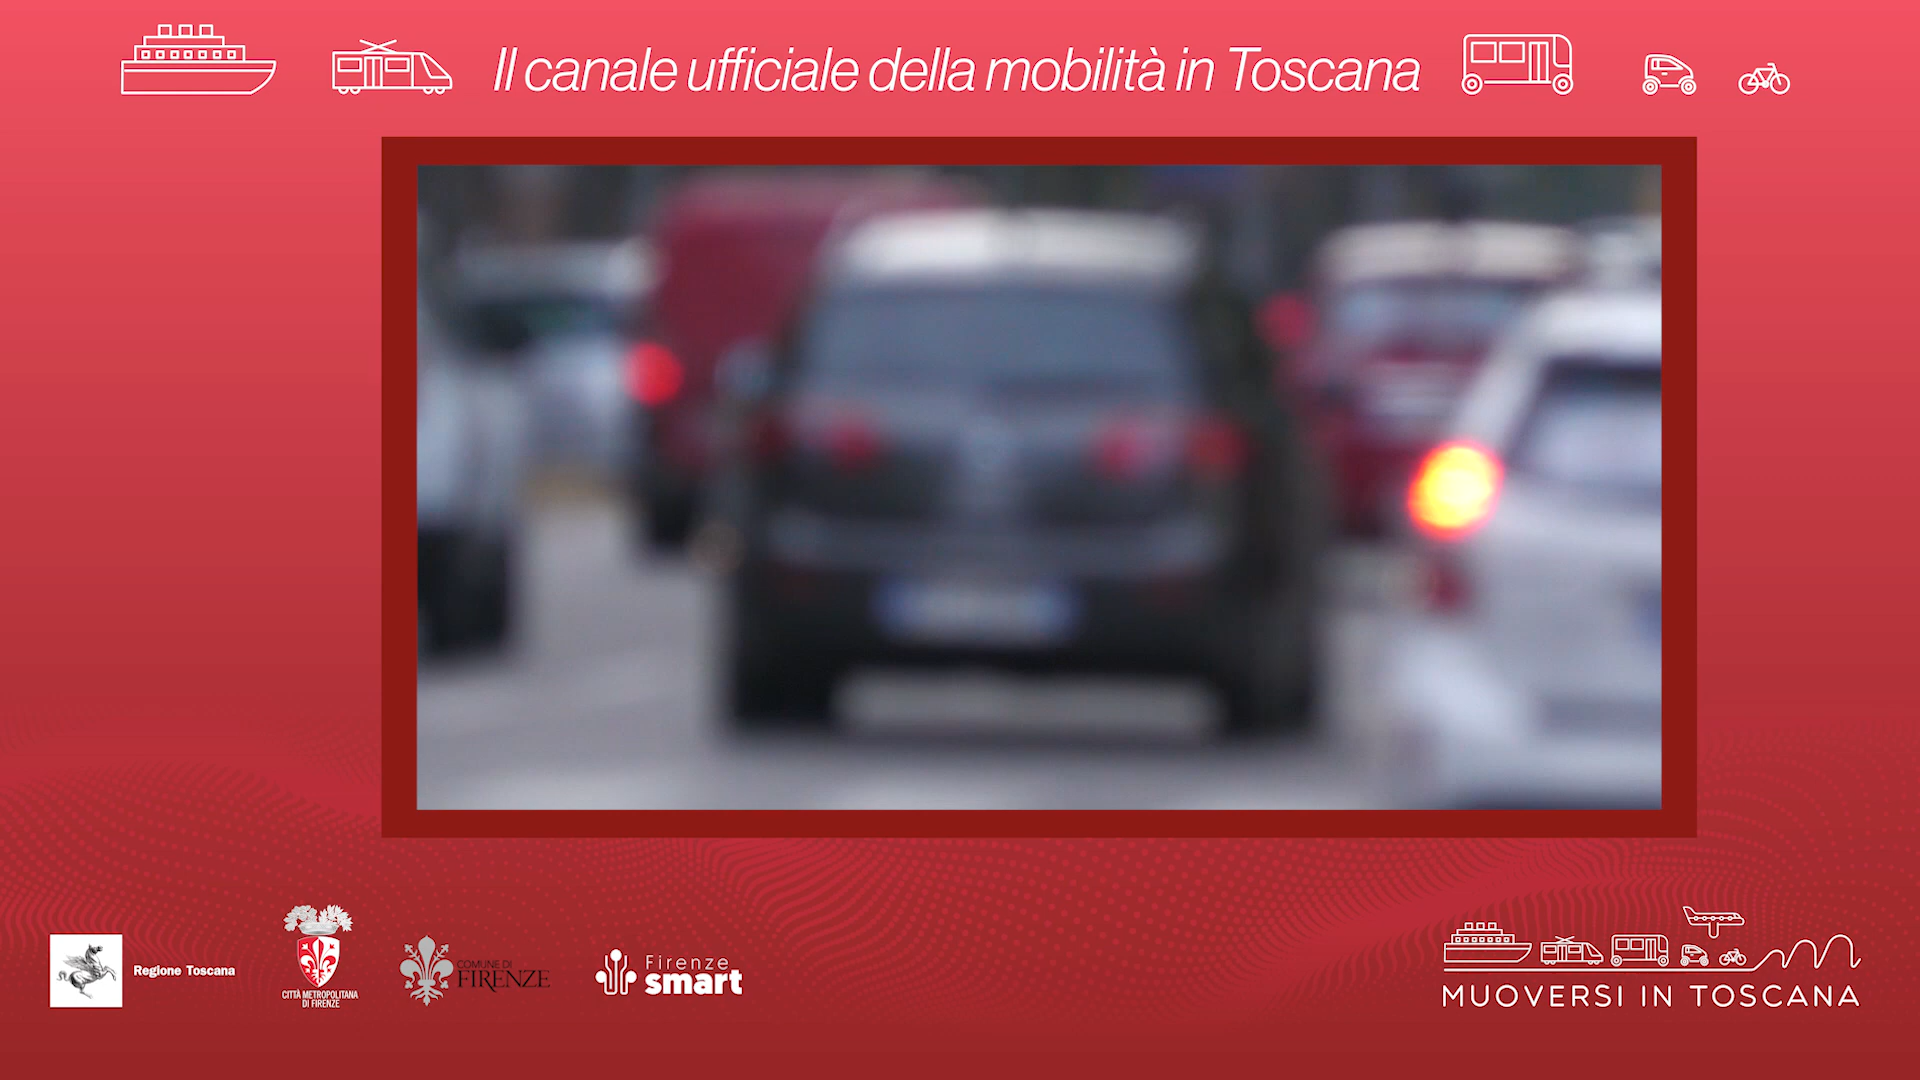 Il canale ufficiale della mobilità in Toscana
Regione Toscana
CITTÀ METROPOLITANA
DI FIRENZE
COMUNE DI
FIRENZE
Firenze
smart
MUOVERSI IN TOSCANA